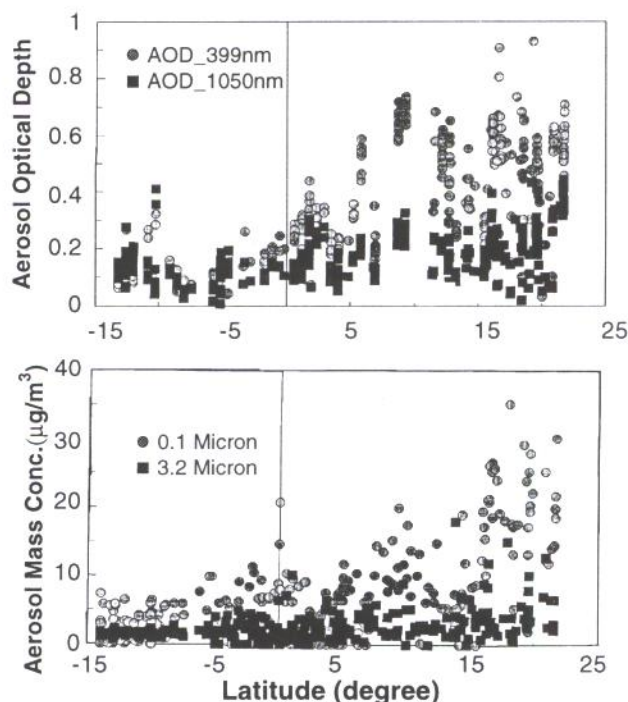 1
0.8
0.6
0.4
0.2
0
Aerosol Optical Depth
AOD_399nm
AOD_1050nm
-15 -5 5 15 25
40
30
20
10
0
Aerosol Mass Conc.(μg/m³)
0.1 Micron
3.2 Micron
-15 -5 5 15 25
Latitude (degree)